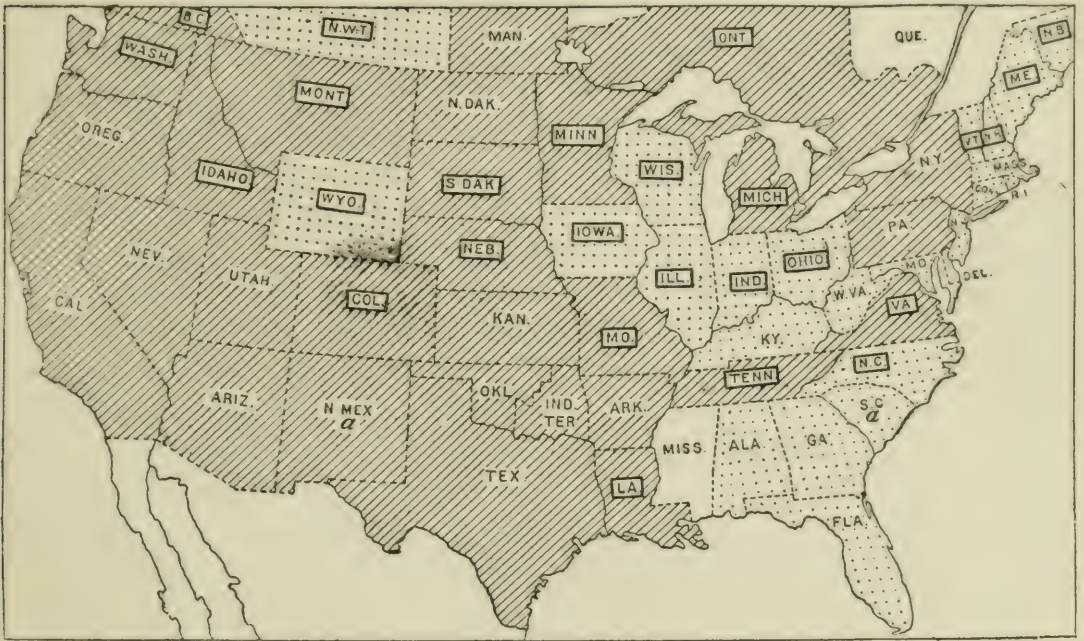 B.C.
N.W.T
MAN.
ONT
QUE.
N B
WASH.
MONT
N. DAK.
MINN
ME.
OREG.
IDAHO
WYO.
S DAK
WIS.
MICH
N.Y.
VT
N.H.
MASS.
R.I
NEV.
UTAH
COL.
NEB.
IOWA.
ILL.
IND
OHIO
PA.
MD.
DEL.
CAL
KAN.
MO.
KY.
W.VA.
VA
ARIZ.
N MEX
a
OKL
IND.
TER
ARK.
TENN
N.C.
S.C
a
TEX.
LA
MISS.
ALA.
GA.
FLA.